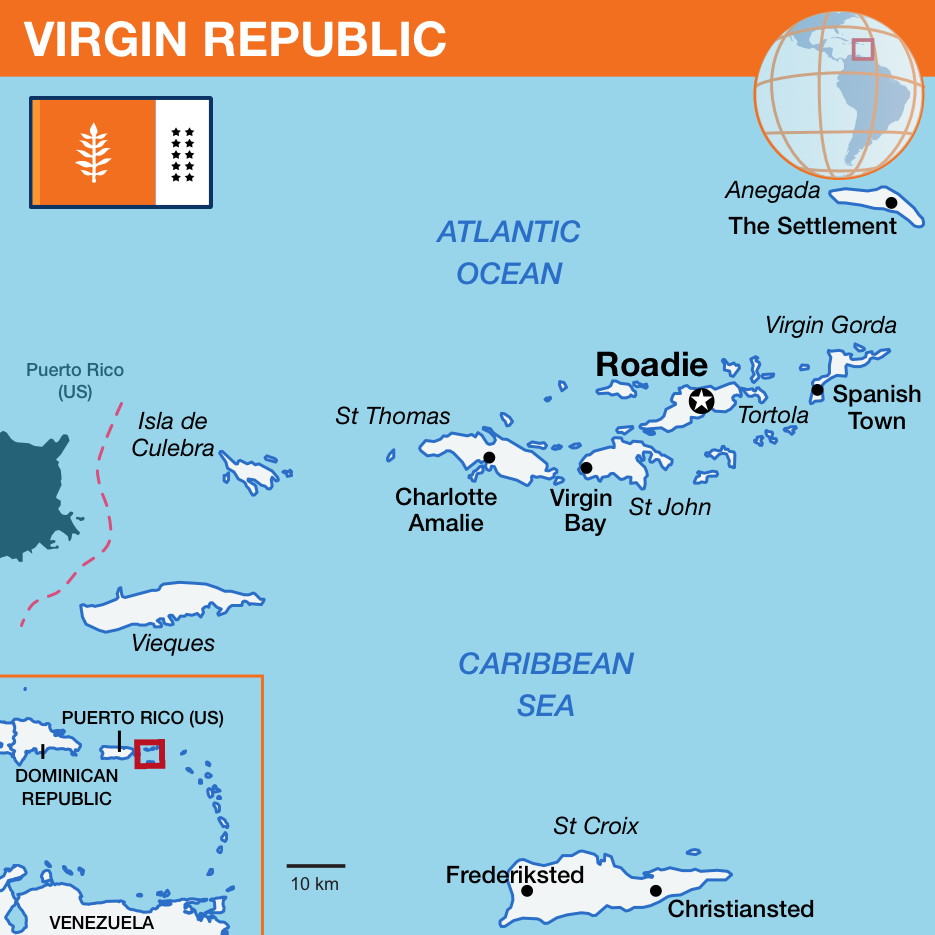 VIRGIN REPUBLIC
Anegada
The Settlement
ATLANTIC
OCEAN
Virgin Gorda
Roadie
Puerto Rico
(US)
Isla de
Culebra
St Thomas
Tortola
Spanish
Town
Charlotte
Amalie
Virgin
Bay
St John
Vieques
CARIBBEAN
SEA
PUERTO RICO (US)
DOMINICAN
REPUBLIC
VENEZUELA
10 km
St Croix
Frederiksted
Christiansted